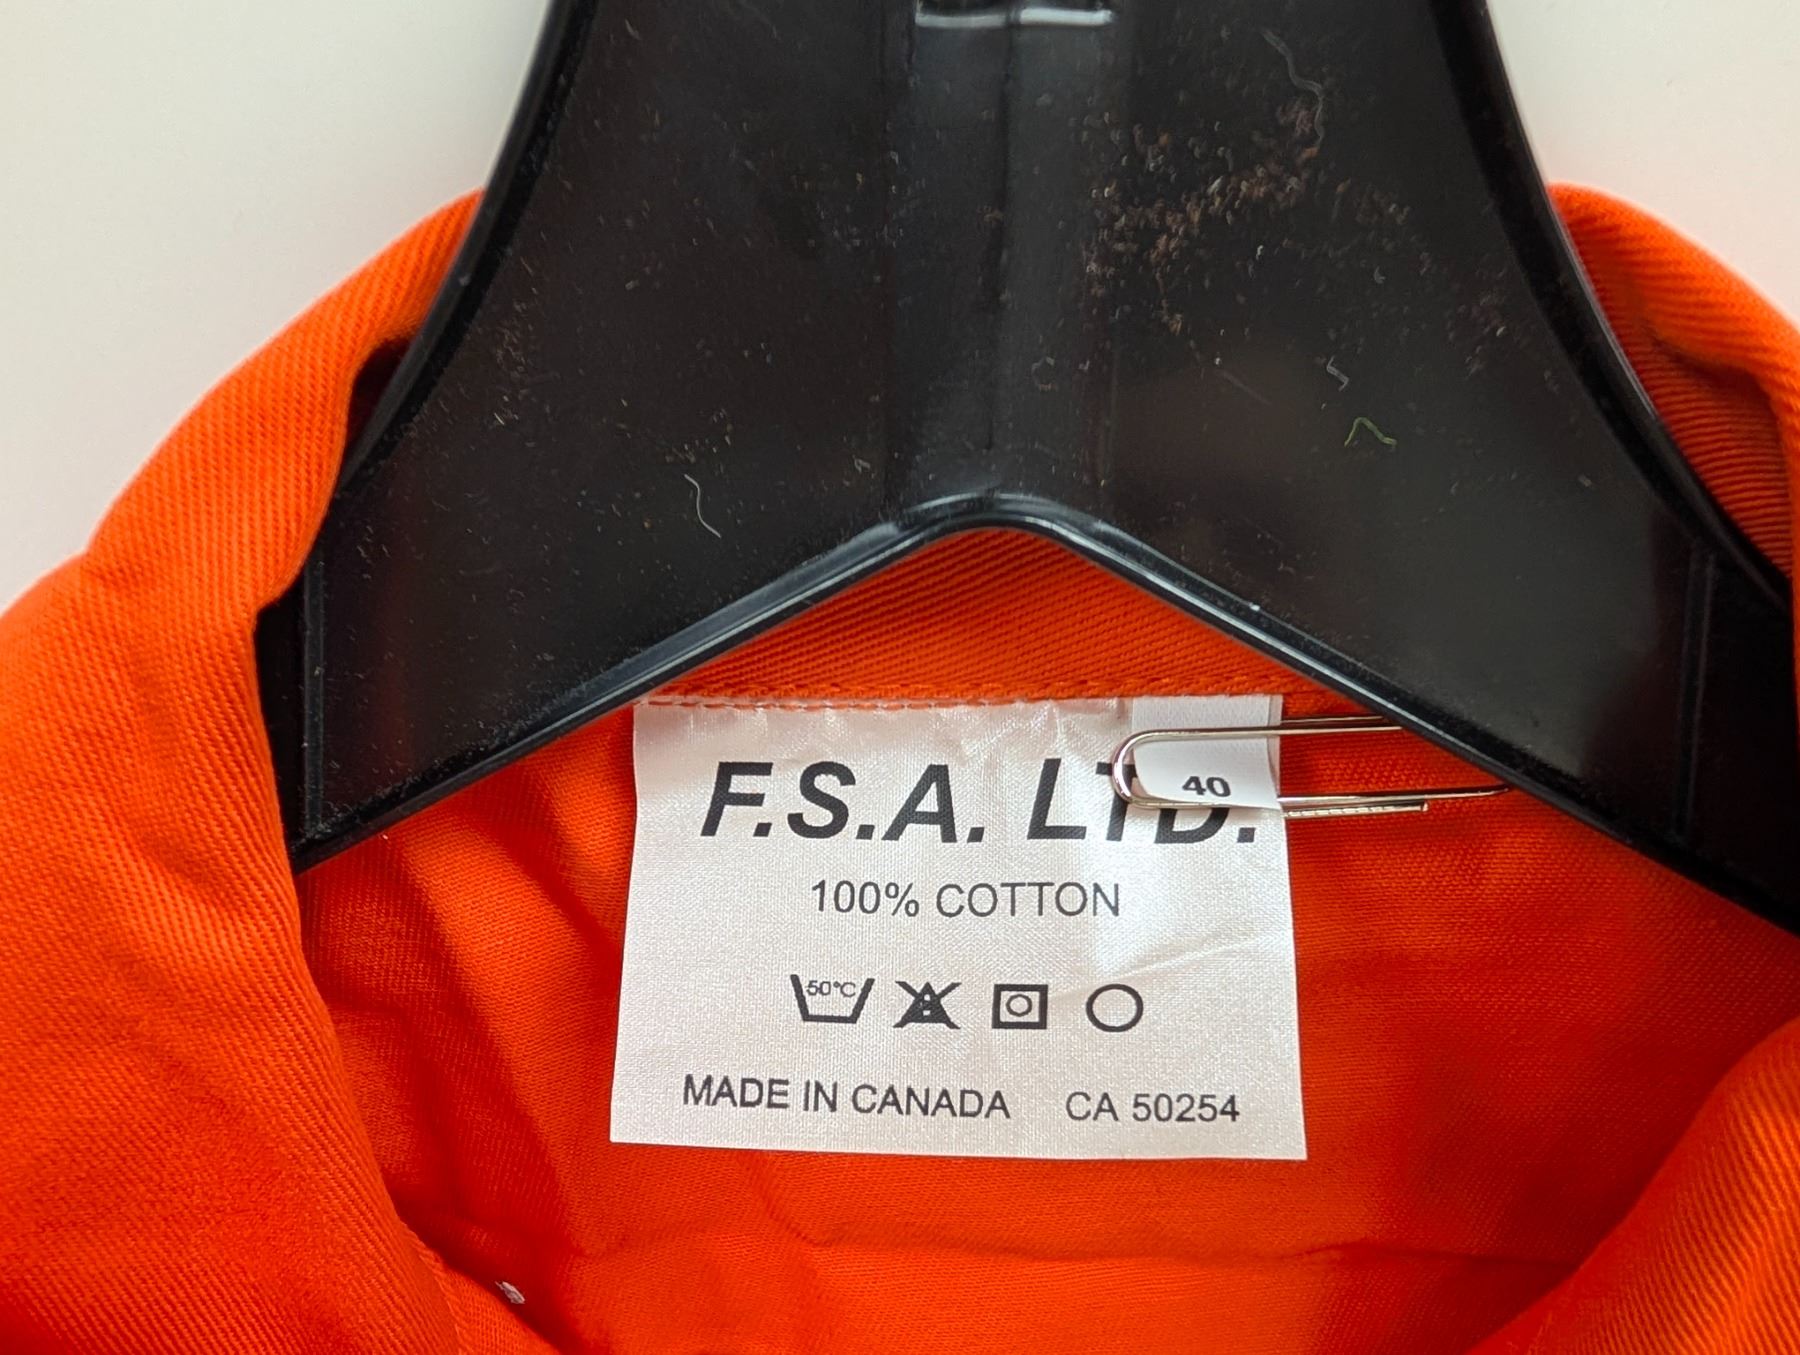 F.S.A. LTD.
40
100% COTTON
50°C
MADE IN CANADA CA 50254